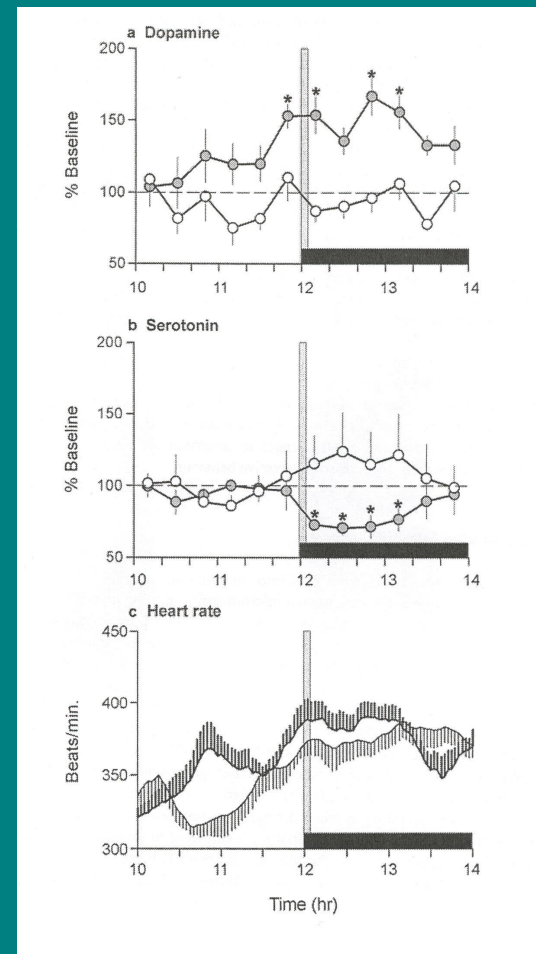 a Dopamine
200
150
100
50
% Baseline
* * * *
10 11 12 13 14
b Serotonin
200
150
100
50
% Baseline
* * * *
10 11 12 13 14
c Heart rate
450
400
350
300
Beats/min.
10 11 12 13 14
Time (hr)